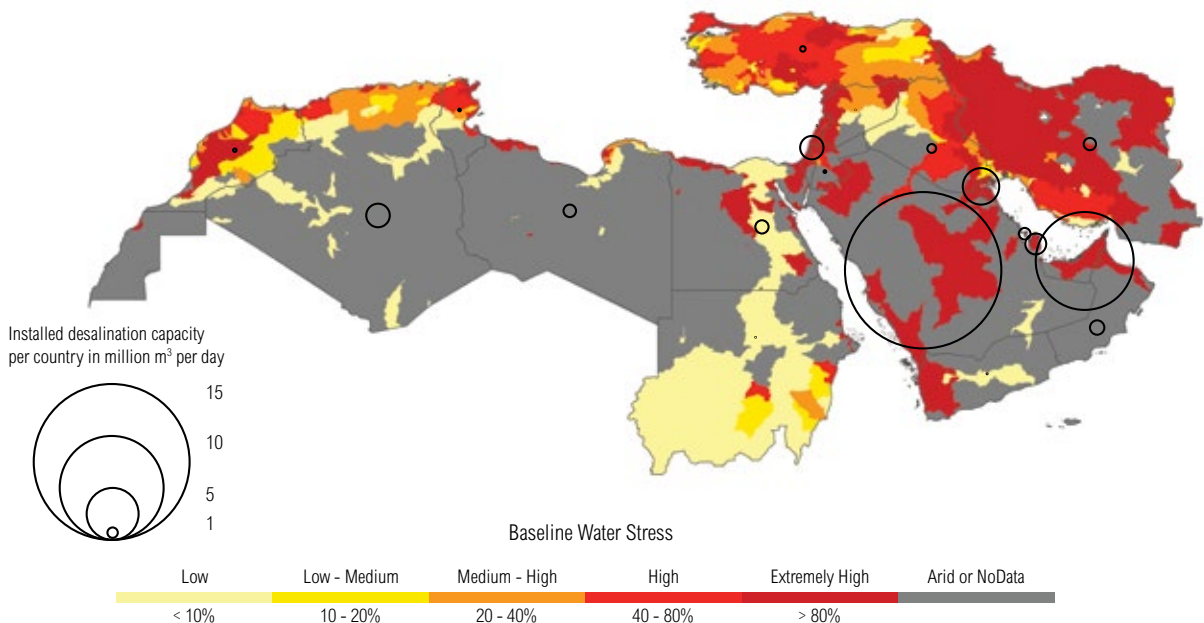 Installed desalination capacity
per country in million m³ per day
15
10
5
1
Baseline Water Stress
Low
Low - Medium
Medium - High
High
Extremely High
Arid or NoData
< 10%
10 - 20%
20 - 40%
40 - 80%
> 80%